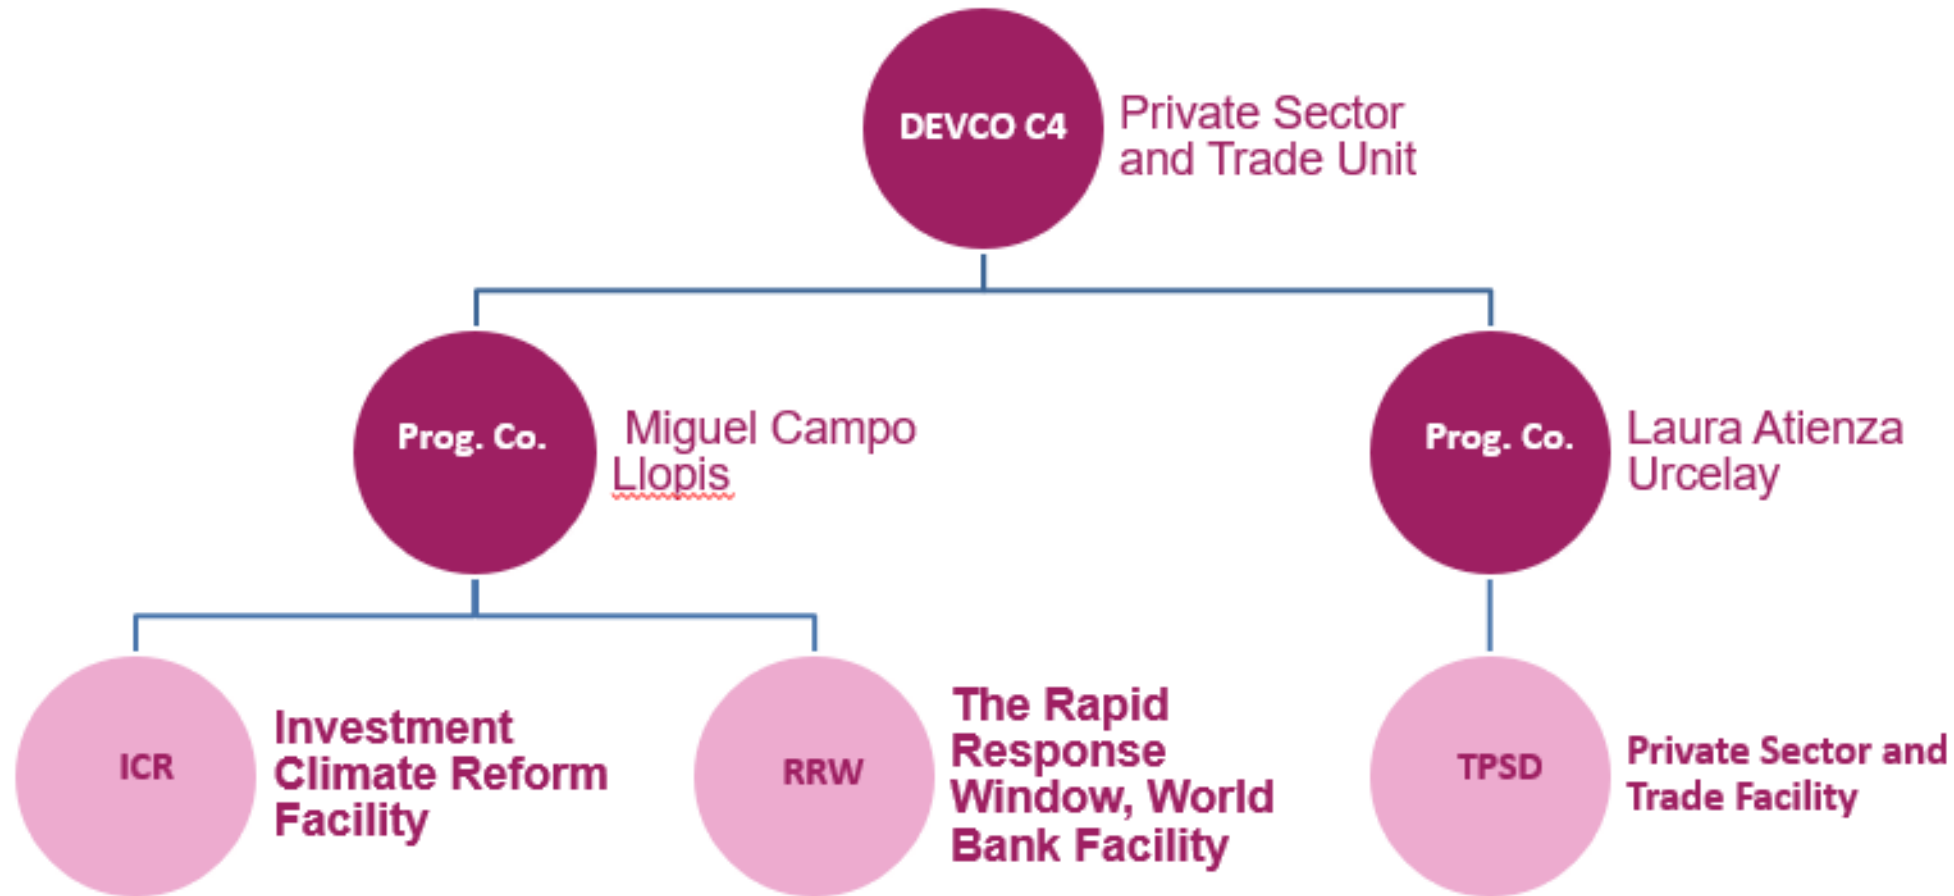 DEVCO C4
Private Sector
and Trade Unit
Prog. Co.
Miguel Campo
Llopis
Prog. Co.
Laura Atienza
Urcelay
ICR
Investment
Climate Reform
Facility
RRW
The Rapid
Response
Window, World
Bank Facility
TPSD
Private Sector and
Trade Facility